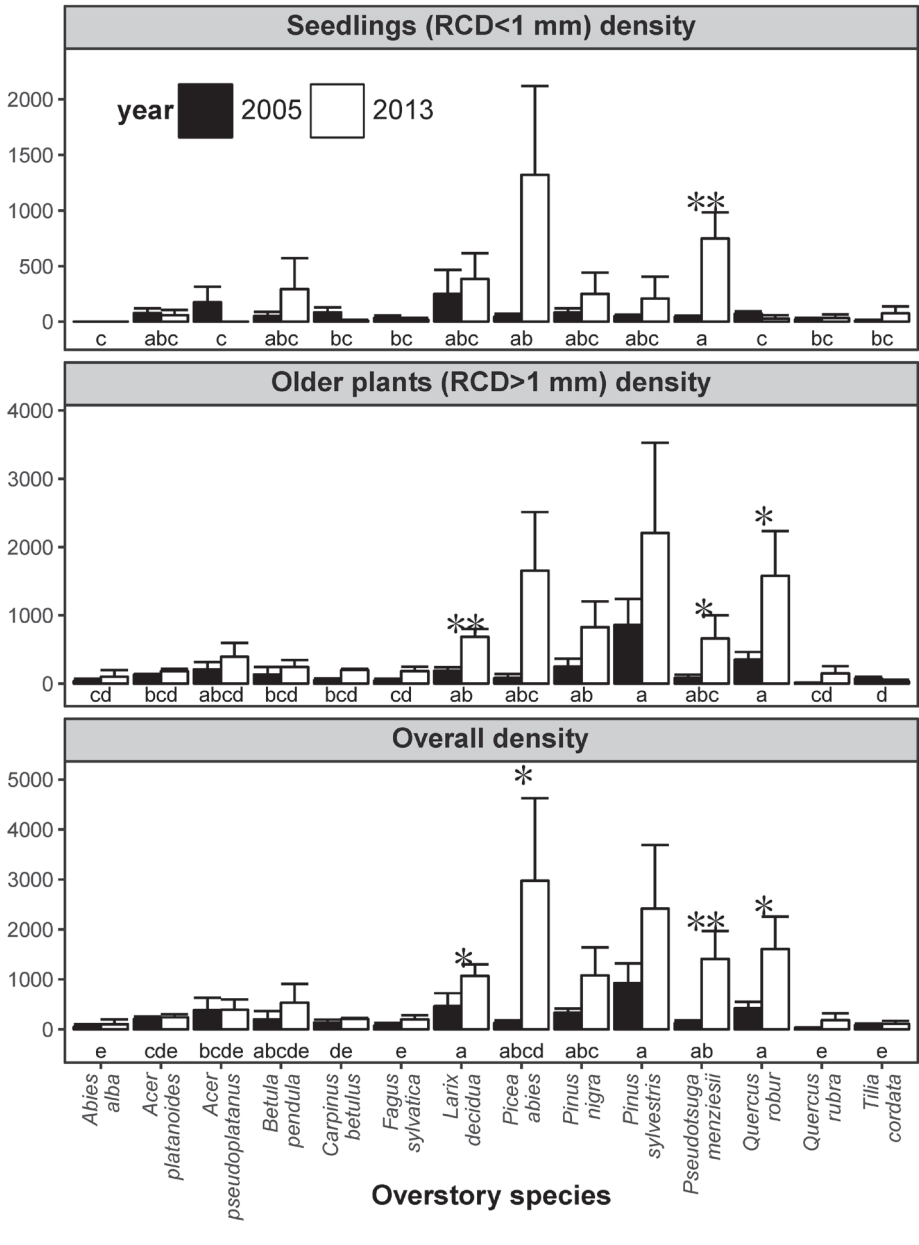 Seedlings (RCD<1 mm) density
year 2005 2013
2000
1500
1000
500
0
**
c abc c abc bc bc abc ab abc abc a c bc bc
Older plants (RCD>1 mm) density
4000
3000
2000
1000
0
** * *
cd bcd abcd bcd bcd cd ab abc ab a abc a cd d
Overall density
5000
4000
3000
2000
1000
0
* * ** *
e cde bcde abcde de e a abcd abc a ab a e e
Abies
alba
Acer
platanoides
Acer
pseudoplatanus
Betula
pendula
Carpinus
betulus
Fagus
sylvatica
Larix
decidua
Picea
abies
Pinus
nigra
Pinus
sylvestris
Pseudotsuga
menziesii
Quercus
robur
Quercus
rubra
Tilia
cordata
Overstory species